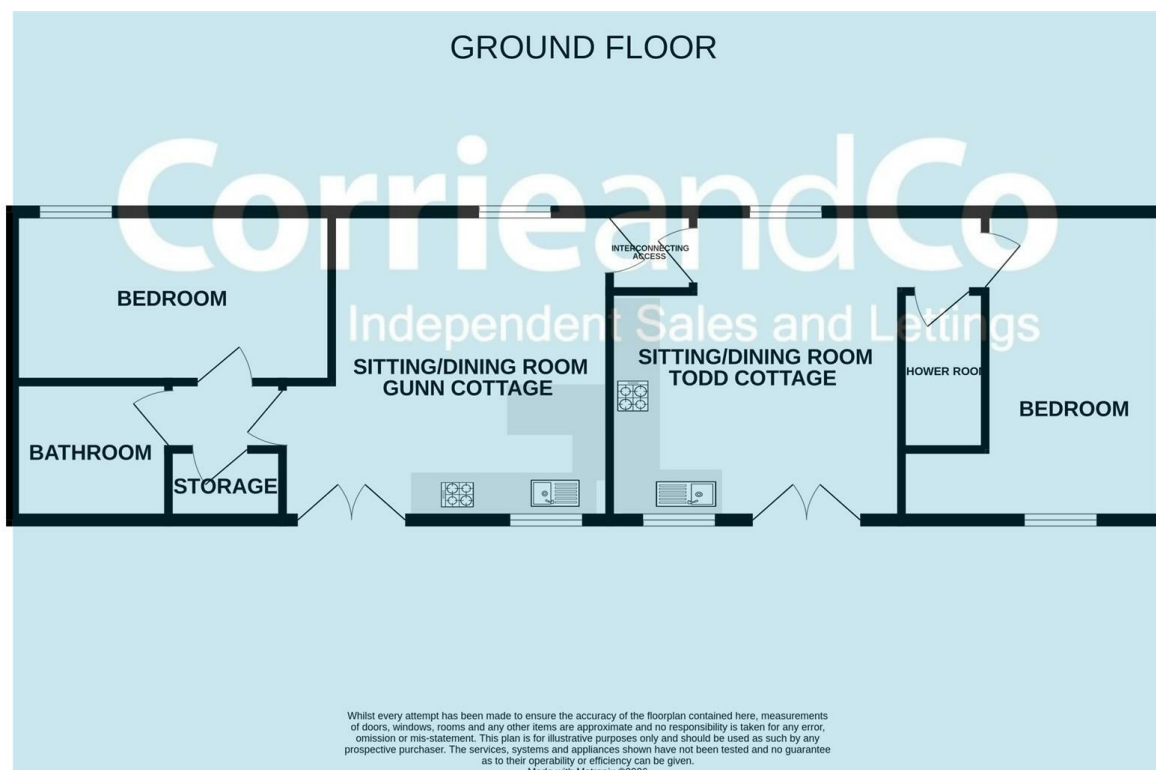 GROUND FLOOR
CorrieandCo
Independent Sales and Lettings
INTERCONNECTING
ACCESS
BEDROOM
SITTING/DINING ROOM
GUNN COTTAGE
SITTING/DINING ROOM
TODD COTTAGE
HOWER ROOM
BEDROOM
BATHROOM
STORAGE
Whilst every attempt has been made to ensure the accuracy of the floorplan contained here, measurements
of doors, windows, rooms and any other items are approximate and no responsibility is taken for any error,
omission or mis-statement. This plan is for illustrative purposes only and should be used as such by any
prospective purchaser. The services, systems and appliances shown have not been tested and no guarantee
as to their operability or efficiency can be given.
Made with Metropix ©2026